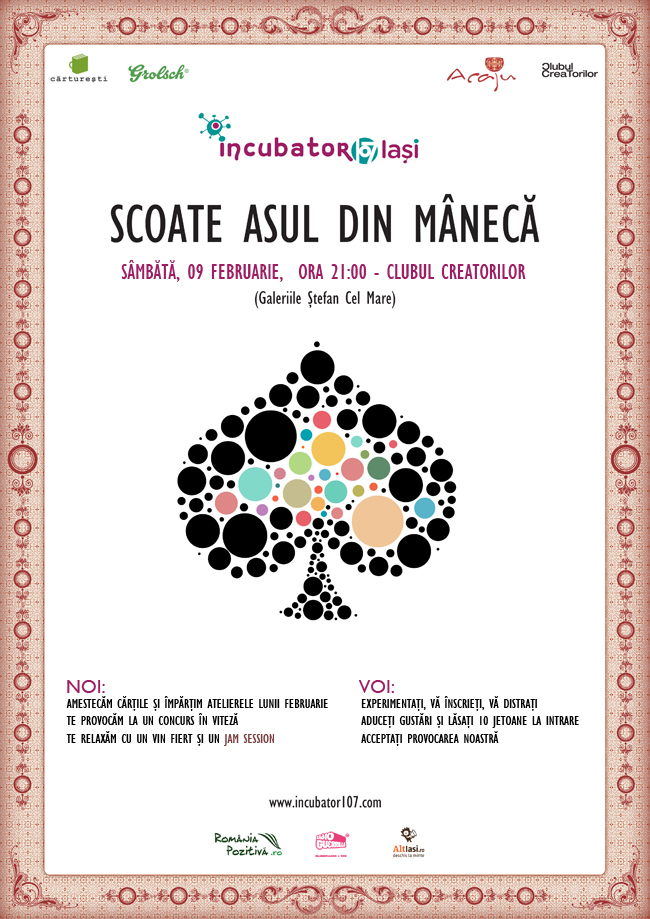 cărturești
Grolsch
Acaju
Clubul
CreaTorilor
incubator107 Iași
SCOATE ASUL DIN MÂNECĂ
SÂMBĂTĂ, 09 FEBRUARIE, ORA 21:00 - CLUBUL CREATORILOR
(Galeriile Ștefan Cel Mare)
NOI:
AMESTECĂM CĂRȚILE ȘI ÎMPĂRȚIM ATELIERELE LUNII FEBRUARIE
TE PROVOCĂM LA UN CONCURS ÎN VITEZĂ
TE RELAXĂM CU UN VIN FIERT ȘI UN JAM SESSION
VOI:
EXPERIMENTAȚI, VĂ ÎNSCRIEȚI, VĂ DISTRAȚI
ADUCEȚI GUSTĂRI ȘI LĂSAȚI 10 JETOANE LA INTRARE
ACCEPTAȚI PROVOCAREA NOASTRĂ
www.incubator107.com
România
Pozitivă.ro
AltIasi.ro
deschis la minte